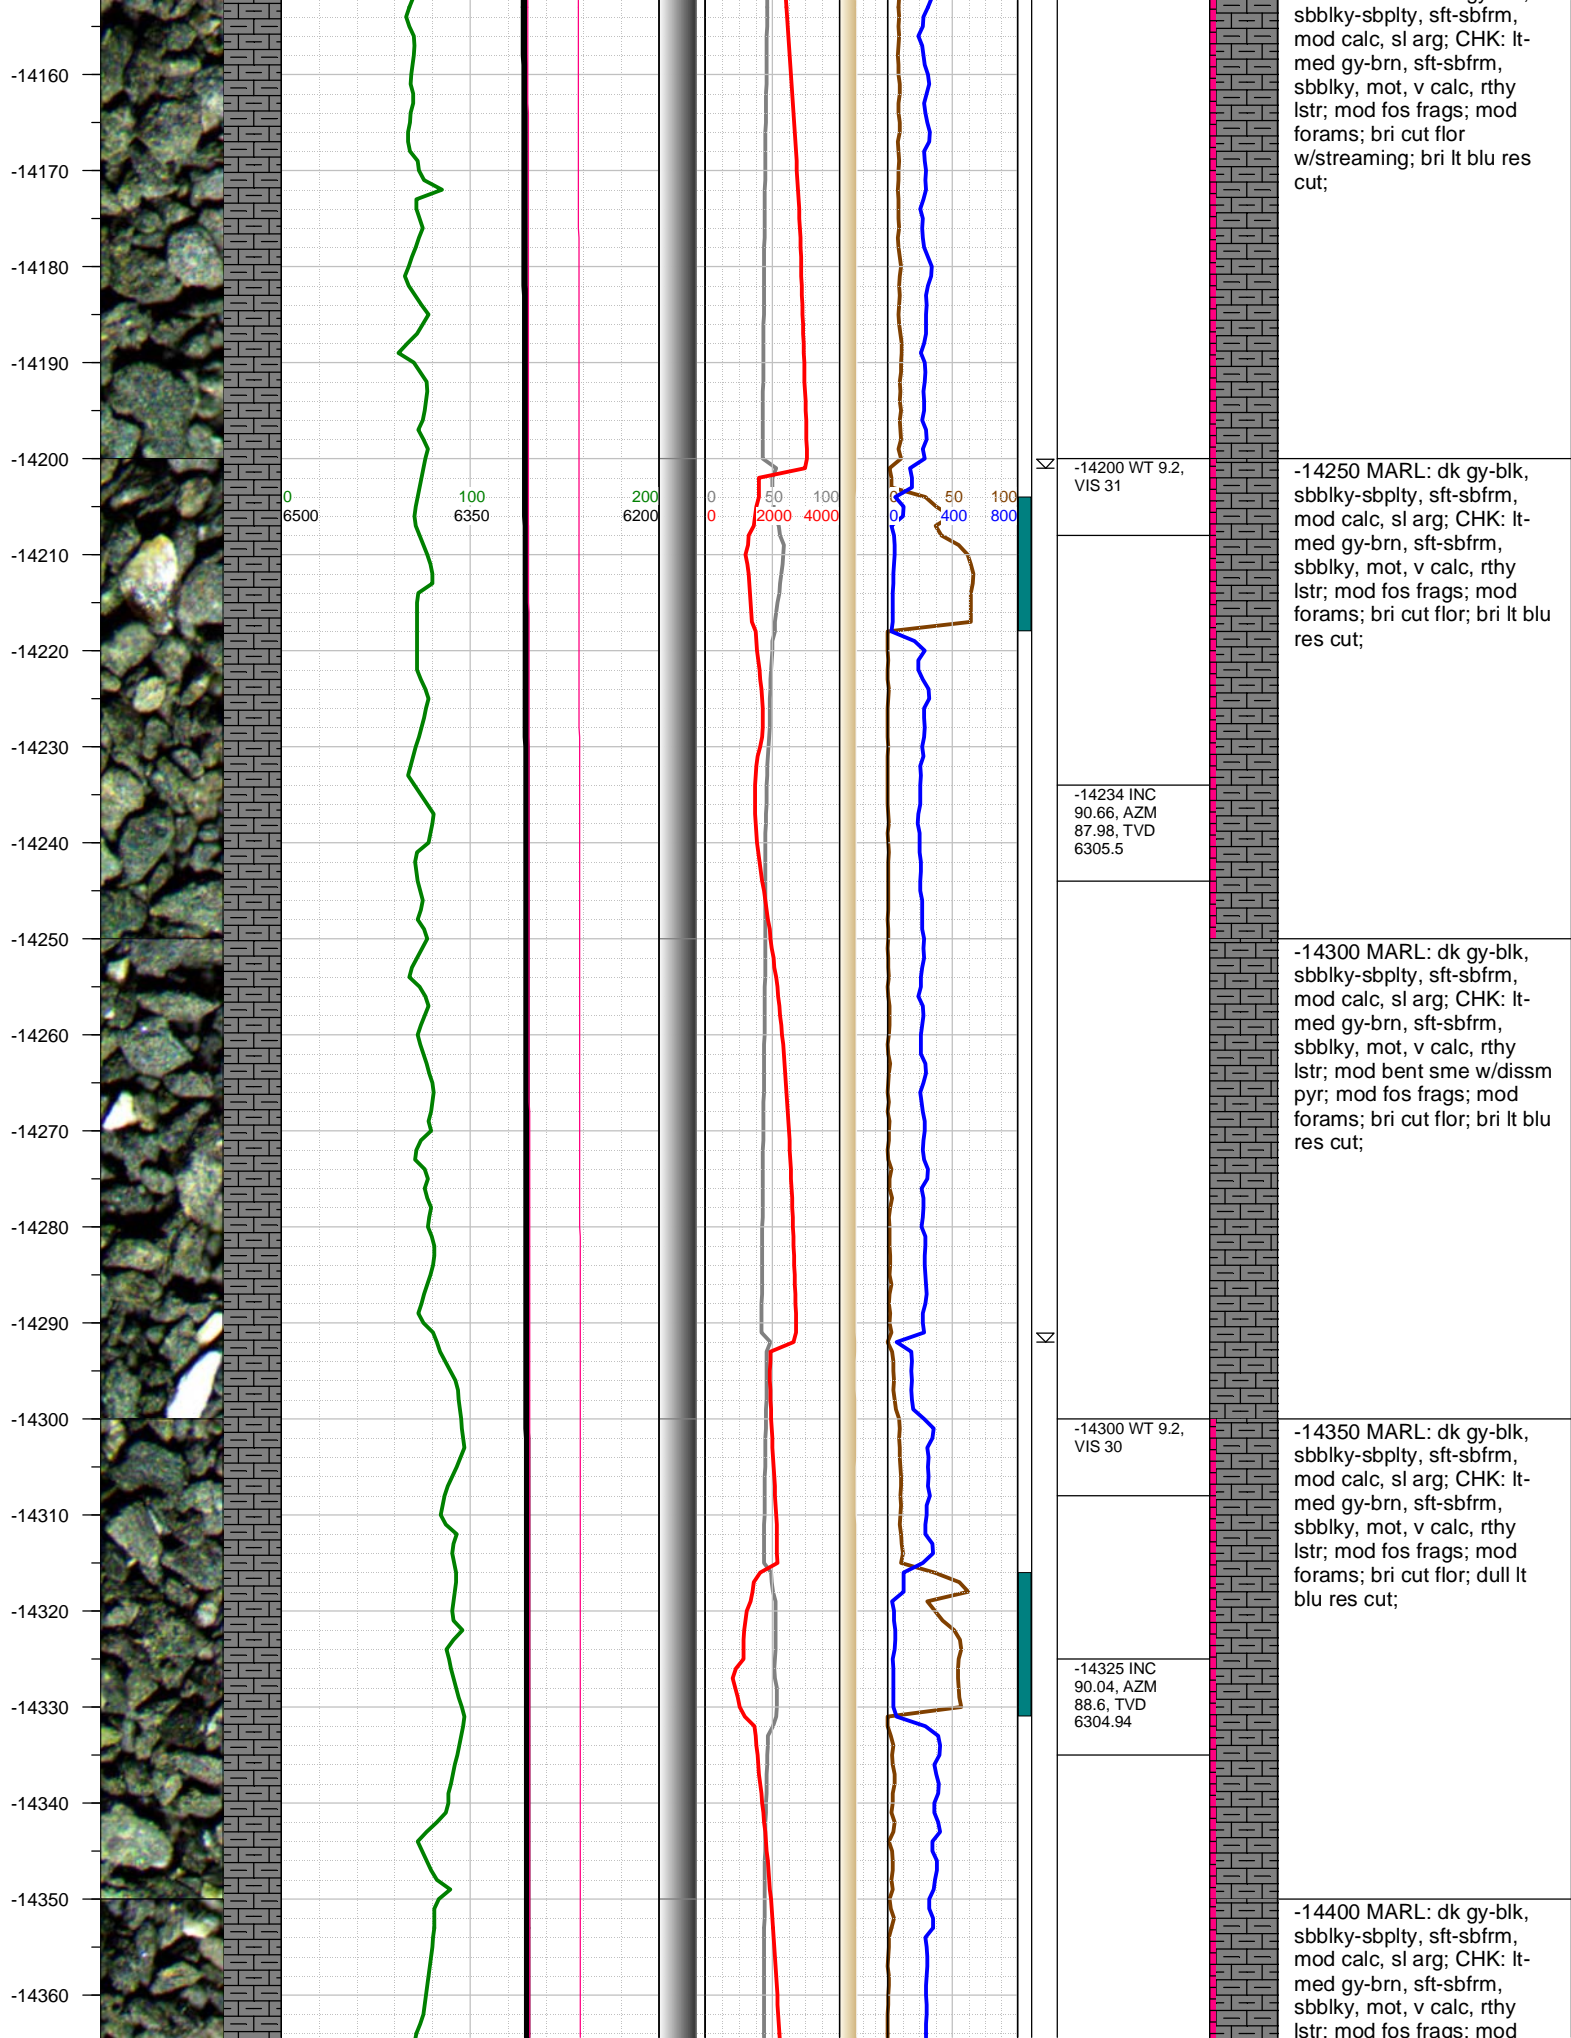 gy-brn,
sbblky-sbplty, sft-sbfrm,
mod calc, sl arg; CHK: lt-
med gy-brn, sft-sbfrm,
sbblky, mot, v calc, rthy
lstr; mod fos frags; mod
forams; bri cut flor
w/streaming; bri lt blu res
cut;
-14160
-14170
-14180
-14190
-14200
-14200 WT 9.2,
VIS 31
-14250 MARL: dk gy-blk,
sbblky-sbplty, sft-sbfrm,
mod calc, sl arg; CHK: lt-
med gy-brn, sft-sbfrm,
sbblky, mot, v calc, rthy
lstr; mod fos frags; mod
forams; bri cut flor; bri lt blu
res cut;
0 100 200 0 50 100 0 50 100
6500 6350 6200 0 2000 4000 0 400 800
-14210
-14220
-14230
-14234 INC
90.66, AZM
87.98, TVD
6305.5
-14240
-14250
-14300 MARL: dk gy-blk,
sbblky-sbplty, sft-sbfrm,
mod calc, sl arg; CHK: lt-
med gy-brn, sft-sbfrm,
sbblky, mot, v calc, rthy
lstr; mod bent sme w/dissm
pyr; mod fos frags; mod
forams; bri cut flor; bri lt blu
res cut;
-14260
-14270
-14280
-14290
-14300
-14300 WT 9.2,
VIS 30
-14350 MARL: dk gy-blk,
sbblky-sbplty, sft-sbfrm,
mod calc, sl arg; CHK: lt-
med gy-brn, sft-sbfrm,
sbblky, mot, v calc, rthy
lstr; mod fos frags; mod
forams; bri cut flor; dull lt
blu res cut;
-14310
-14320
-14325 INC
90.04, AZM
88.6, TVD
6304.94
-14330
-14340
-14350
-14400 MARL: dk gy-blk,
sbblky-sbplty, sft-sbfrm,
mod calc, sl arg; CHK: lt-
med gy-brn, sft-sbfrm,
sbblky, mot, v calc, rthy
lstr; mod fos frags; mod
-14360